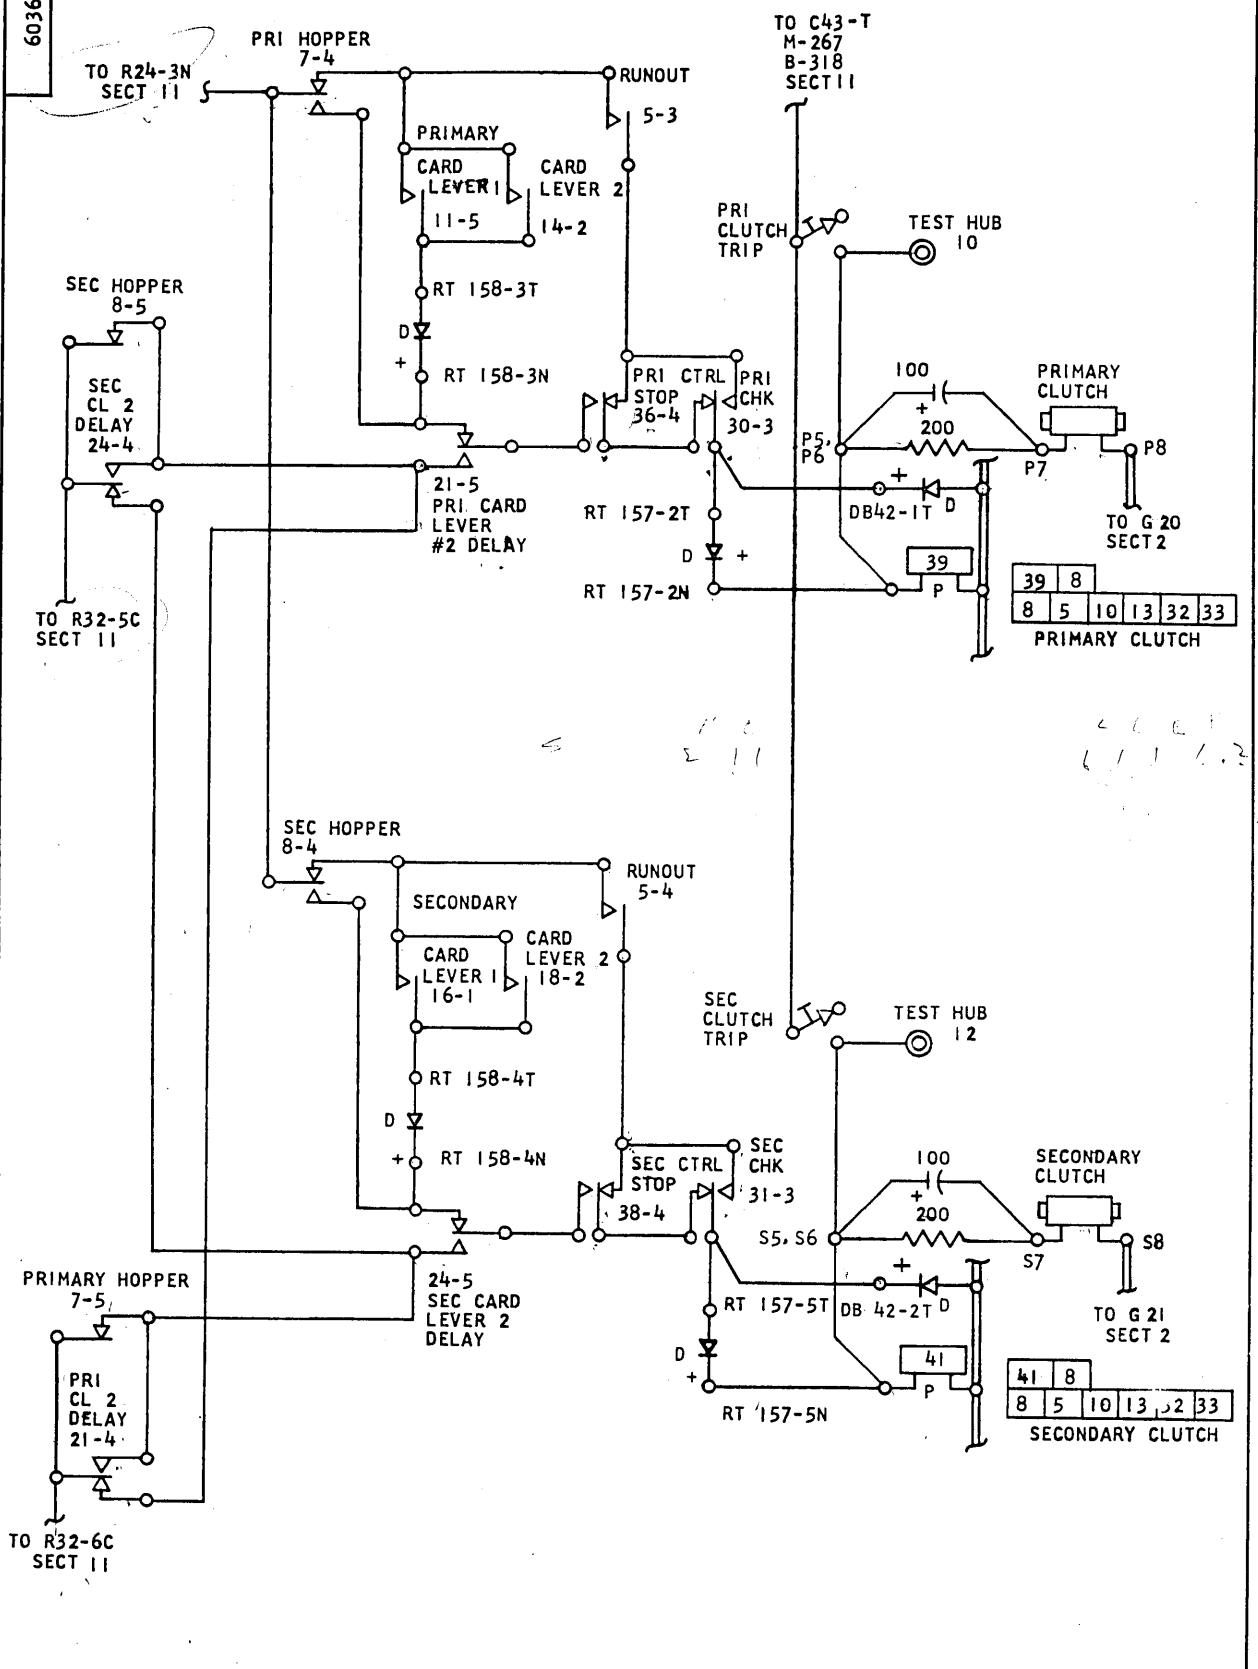 6036
PRI HOPPER
7-4
TO R24-3N
SECT 11
RUNOUT
5-3
PRIMARY
CARD
LEVER 1
11-5
CARD
LEVER 2
14-2
TO C43-T
M-267
B-318
SECT 11
PRI
CLUTCH
TRIP
TEST HUB
10
SEC HOPPER
8-5
RT 158-3T
D
+
RT 158-3N
SEC
CL 2
DELAY
24-4
PRI CTRL
STOP
36-4
PRI
CHK
30-3
100
+
200
PRIMARY
CLUTCH
P5,
P6
P7
P8
21-5
PRI CARD
LEVER
#2 DELAY
RT 157-2T
D +
RT 157-2N
+
DB42-1T D
TO G 20
SECT 2
39
P
39 8
8 5 10 13 32 33
PRIMARY CLUTCH
TO R32-5C
SECT 11
SEC HOPPER
8-4
RUNOUT
5-4
SECONDARY
CARD
LEVER 1
16-1
CARD
LEVER 2
18-2
SEC
CLUTCH
TRIP
TEST HUB
12
RT 158-4T
D
+
RT 158-4N
SEC CTRL
STOP
38-4
SEC
CHK
31-3
100
+
200
SECONDARY
CLUTCH
S5, S6
S7
S8
PRIMARY HOPPER
7-5
24-5
SEC CARD
LEVER 2
DELAY
RT 157-5T
D
+
RT 157-5N
+
DB 42-2T D
TO G 21
SECT 2
41
P
41 8
8 5 10 13 32 33
SECONDARY CLUTCH
PRI
CL 2
DELAY
21-4
TO R32-6C
SECT 11